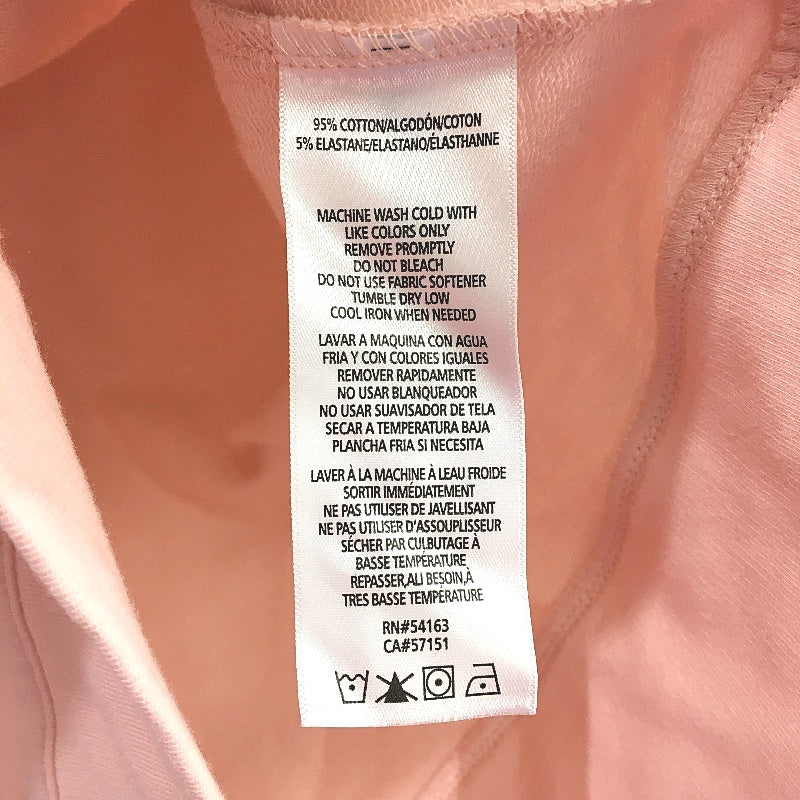 95% COTTON/ALGODÓN/COTON
5% ELASTANE/ELASTANO/ÉLASTHANNE
MACHINE WASH COLD WITH
LIKE COLORS ONLY
REMOVE PROMPTLY
DO NOT BLEACH
DO NOT USE FABRIC SOFTENER
TUMBLE DRY LOW
COOL IRON WHEN NEEDED
LAVAR A MAQUINA CON AGUA
FRIA Y CON COLORES IGUALES
REMOVER RAPIDAMENTE
NO USAR BLANQUEADOR
NO USAR SUAVISADOR DE TELA
SECAR A TEMPERATURA BAJA
PLANCHA FRIA SI NECESITA
LAVER À LA MACHINE À LEAU FROIDE
SORTIR IMMÉDIATEMENT
NE PAS UTILISER DE JAVELLISANT
NE PAS UTILISER D'ASSOUPLISSEUR
SÉCHER PAR CULBUTAGE À
BASSE TEMPÉRATURE
REPASSER,AU BESOIN,À
TRES BASSE TEMPÉRATURE
RN#54163
CA#57151